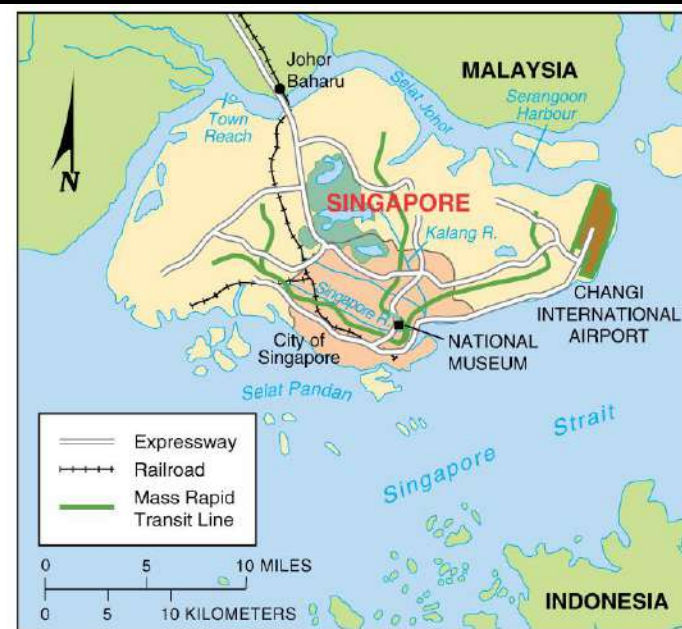 Johor
Baharu
MALAYSIA
Selat Johor
Serangoon
Harbour
Town
Reach
N
SINGAPORE
Kalang R.
Singapore R.
CHANGI
INTERNATIONAL
AIRPORT
City of
Singapore
NATIONAL
MUSEUM
Selat Pandan
Singapore Strait
Expressway
Railroad
Mass Rapid
Transit Line
0 5 10 MILES
0 5 10 KILOMETERS
INDONESIA